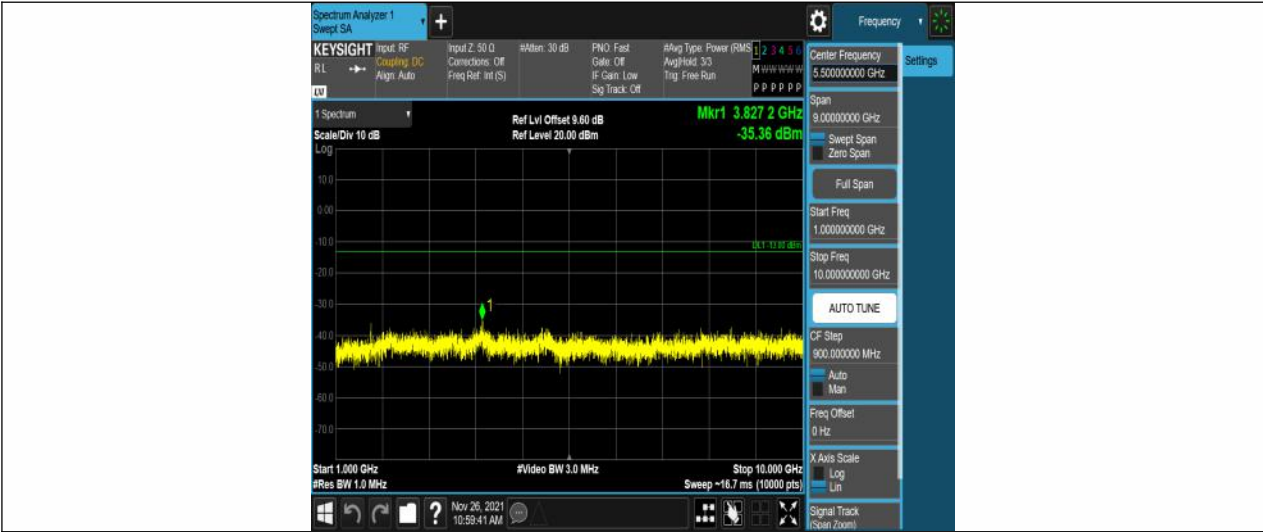 Spectrum Analyzer 1
Swept SA
+
Frequency
KEYSIGHT
RL
LV
Input: RF
Coupling: DC
Align: Auto
Input Z: 50 Ω
Corrections: Off
Freq Ref: Int (S)
#Atten: 30 dB
PNO: Fast
Gate: Off
IF Gain: Low
Sig Track: Off
#Avg Type: Power (RMS
Avg|Hold: 3/3
Trig: Free Run
1 2 3 4 5 6
M W W W W W
P P P P P P
Center Frequency
5.500000000 GHz
Settings
1 Spectrum
Scale/Div 10 dB
Log
Ref Lvl Offset 9.60 dB
Ref Level 20.00 dBm
Mkr1 3.827 2 GHz
-35.36 dBm
Span
9.00000000 GHz
Swept Span
Zero Span
Full Span
Start Freq
1.000000000 GHz
Stop Freq
10.000000000 GHz
AUTO TUNE
CF Step
900.000000 MHz
Auto
Man
Freq Offset
0 Hz
X Axis Scale
Log
Lin
Signal Track
(Span Zoom)
10.0
0.00
-10.0
DL1 -13.00 dBm
-20.0
-30.0
1
-40.0
-50.0
-60.0
-70.0
Start 1.000 GHz
#Res BW 1.0 MHz
#Video BW 3.0 MHz
Stop 10.000 GHz
Sweep ~16.7 ms (10000 pts)
?
Nov 26, 2021
10:59:41 AM